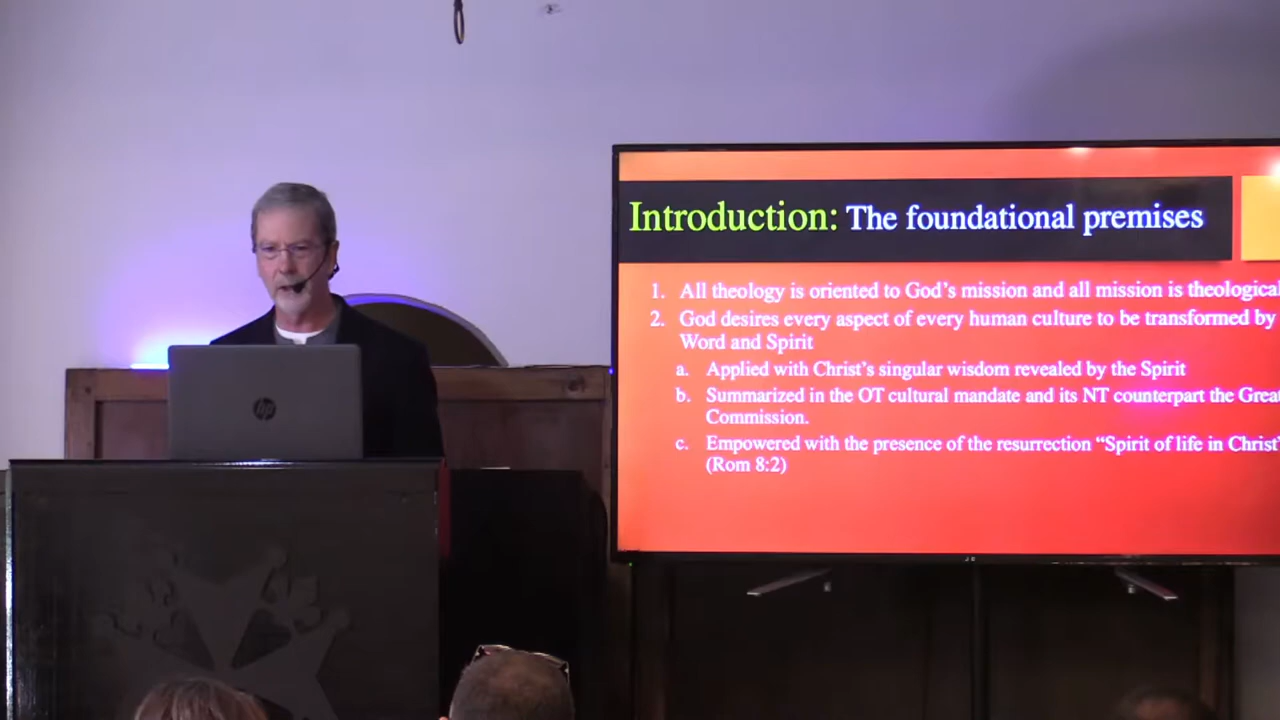 Introduction: The foundational premises
1. All theology is oriented to God's mission and all mission is theological
2. God desires every aspect of every human culture to be transformed by
Word and Spirit
a. Applied with Christ's singular wisdom revealed by the Spirit
b. Summarized in the OT cultural mandate and its NT counterpart the Great
Commission.
c. Empowered with the presence of the resurrection “Spirit of life in Christ”
(Rom 8:2)
hp